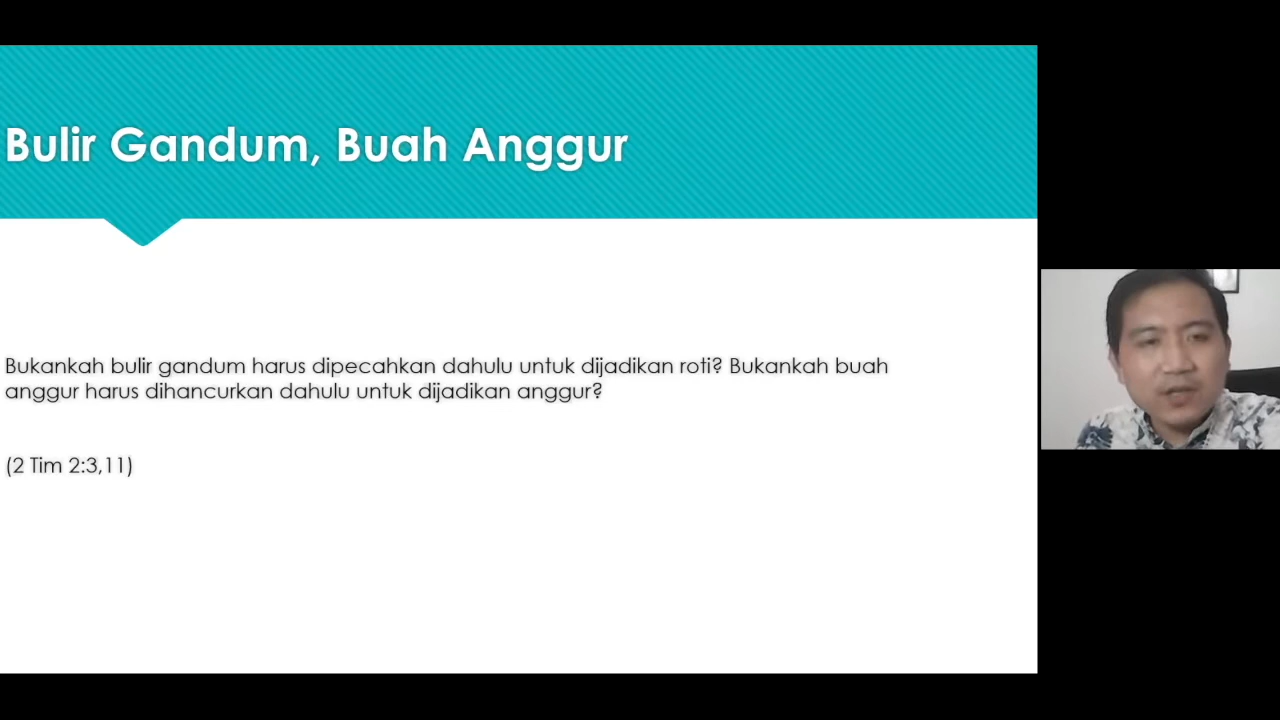 Bulir Gandum, Buah Anggur
Bukankah bulir gandum harus dipecahkan dahulu untuk dijadikan roti? Bukankah buah
anggur harus dihancurkan dahulu untuk dijadikan anggur?
(2 Tim 2:3,11)